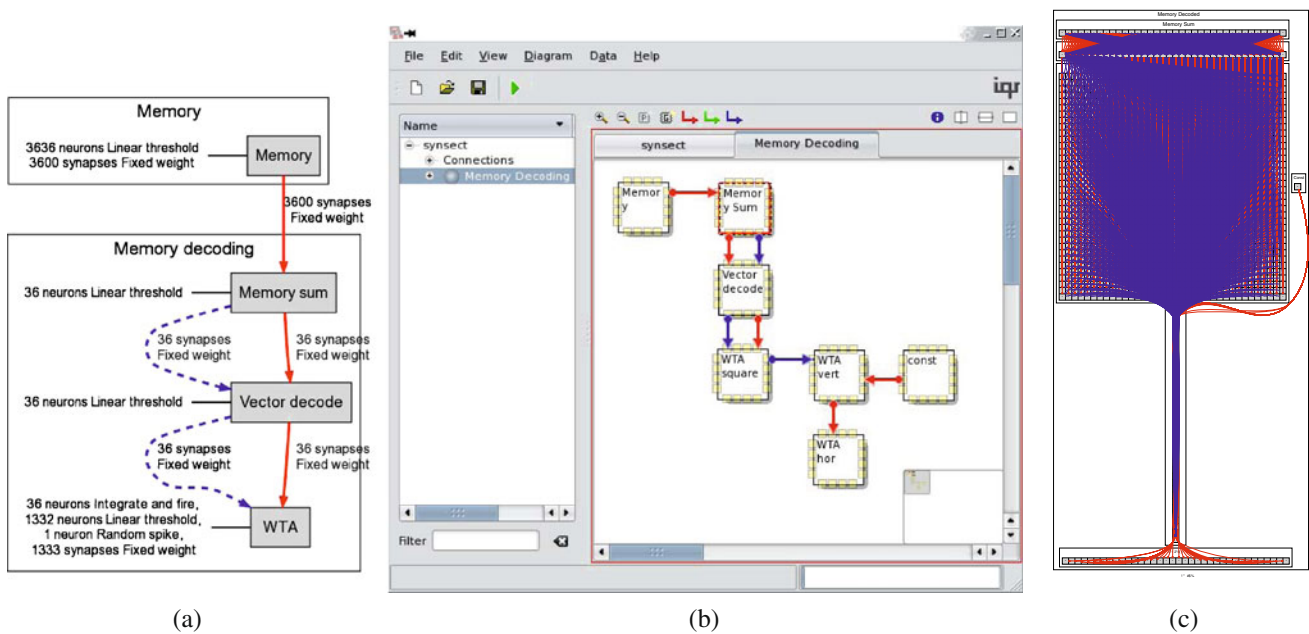 Memory
3636 neurons Linear threshold
3600 synapses Fixed weight
Memory
3600 synapses
Fixed weight
Memory decoding
36 neurons Linear threshold
Memory sum
36 synapses
Fixed weight
36 synapses
Fixed weight
36 neurons Linear threshold
Vector decode
36 synapses
Fixed weight
36 synapses
Fixed weight
36 neurons Integrate and fire,
1332 neurons Linear threshold,
1 neuron Random spike,
1333 synapses Fixed weight
WTA
(a)
File Edit View Diagram Data Help
iqr
Name
synsect
Connections
Memory Decoding
Filter
synsect
Memory Decoding
Memor
y
Memor
y Sum
Vector
decode
WTA
square
WTA
vert
const
WTA
hor
(b)
Memory Decoded
Memory Sum
Const
(c)